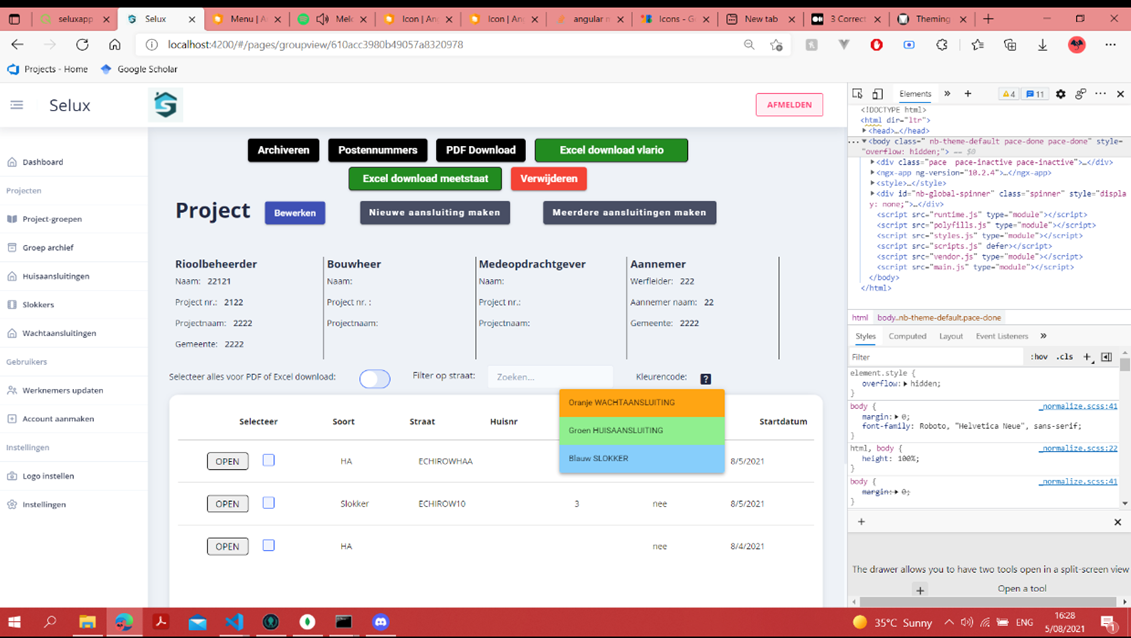 seluxapp
Selux
Menu | A
Mel
Icon | An
Icon | An
angular m
Icons - G
New tab
3 Correct
Theming
localhost:4200/#/pages/groupview/610acc3980b49057a8320978
Projects - Home
Google Scholar
Selux
AFMELDEN
Dashboard
Projecten
Project-groepen
Groep archief
Huisaansluitingen
Slokkers
Wachtaansluitingen
Gebruikers
Werknemers updaten
Account aanmaken
Instellingen
Logo instellen
Instellingen
Archiveren
Postennummers
PDF Download
Excel download vlario
Excel download meetstaat
Verwijderen
Project
Bewerken
Nieuwe aansluiting maken
Meerdere aansluitingen maken
Rioolbeheerder
Naam: 22121
Project nr.: 2122
Projectnaam: 2222
Gemeente: 2222
Bouwheer
Naam:
Project nr. :
Projectnaam:
Medeopdrachtgever
Naam:
Project nr.:
Projectnaam:
Aannemer
Werfleider: 222
Aannemer naam: 22
Gemeente: 2222
Selecteer alles voor PDF of Excel download:
Filter op straat:
Zoeken...
Kleurencode:
?
Oranje WACHTAANSLUITING
Groen HUISAANSLUITING
Blauw SLOKKER
Selecteer Soort Straat Huisnr Startdatum
OPEN HA ECHIROWHAA 8/5/2021
OPEN Slokker ECHIROW10 3 nee 8/5/2021
OPEN HA nee 8/4/2021
Elements
4
11
<!DOCTYPE html>
<html dir="ltr">
<head>…</head>
<body class=" nb-theme-default pace-done pace-done" style=
"overflow: hidden;"> == $0
<div class="pace pace-inactive pace-inactive">…</div>
<ngx-app ng-version="10.2.4">…</ngx-app>
<style>…</style>
<div id="nb-global-spinner" class="spinner" style="displa
y: none;">…</div>
<script src="runtime.js" type="module"></script>
<script src="polyfills.js" type="module"></script>
<script src="styles.js" type="module"></script>
<script src="scripts.js" defer></script>
<script src="vendor.js" type="module"></script>
<script src="main.js" type="module"></script>
</body>
</html>
html
body..nb-theme-default.pace-done
Styles
Computed
Layout
Event Listeners
Filter
:hov
.cls
element.style {
overflow: hidden;
}
body {
_normalize.scss:41
margin: 0;
font-family: Roboto, "Helvetica Neue", sans-serif;
}
html, body {
_normalize.scss:22
height: 100%;
}
body {
_normalize.scss:41
margin: 0;
}
The drawer allows you to have two tools open in a split-screen view
Open a tool
35°C Sunny
ENG
16:28
5/08/2021
1